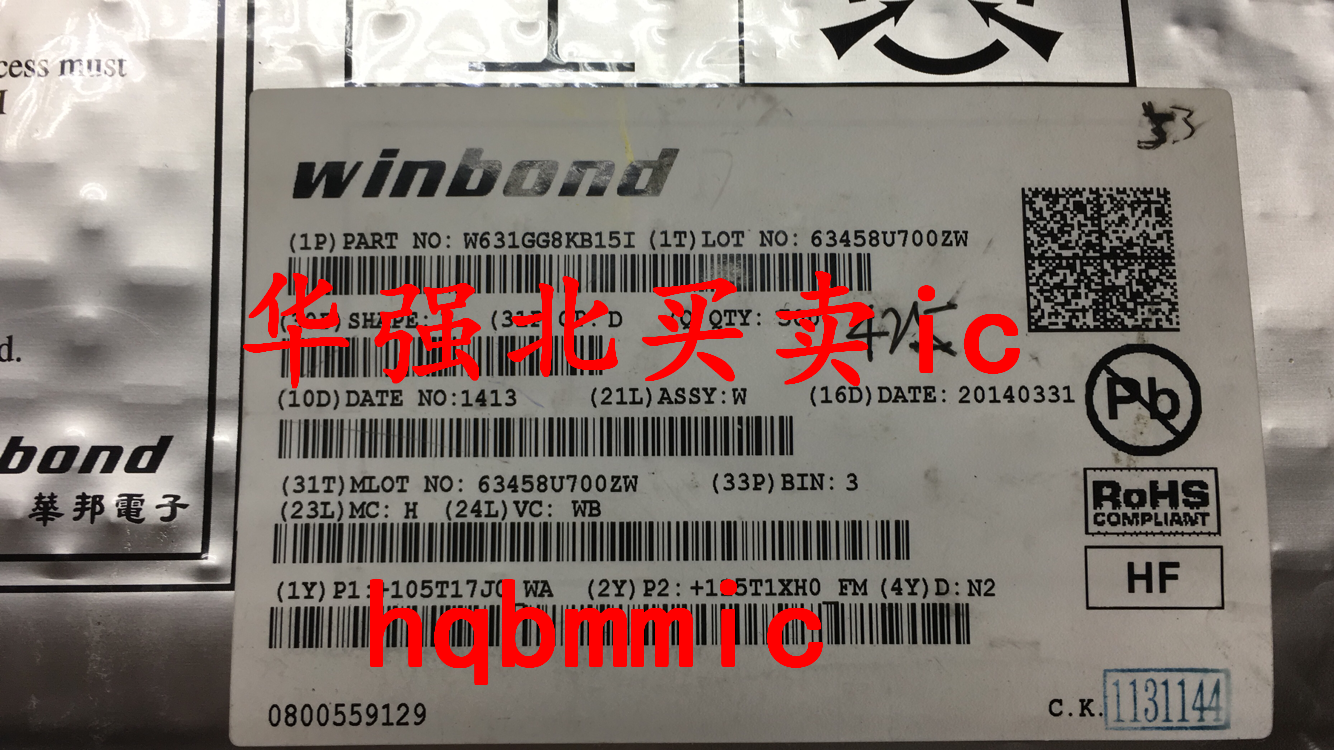 cess must
winbond
(1P)PART NO: W631GG8KB15I (1T)LOT NO: 63458U700ZW
华强北买卖ic
SHAPE: D QTY:
(10D)DATE NO:1413 (21L)ASSY:W (16D)DATE: 20140331
Pb
bond
華邦電子
d.
(31T)MLOT NO: 63458U700ZW (33P)BIN: 3
(23L)MC: H (24L)VC: WB
RoHS
COMPLIANT
HF
(1Y)P1: WA (2Y)P2: FM (4Y)D:N2
hqbmmic
0800559129
C.K. 1131144